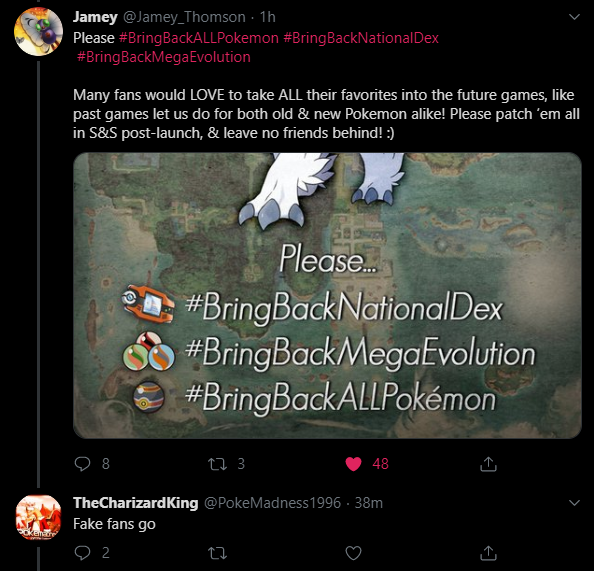 Jamey @Jamey_Thomson · 1h
Please #BringBackALLPokemon #BringBackNationalDex
#BringBackMegaEvolution
Many fans would LOVE to take ALL their favorites into the future games, like
past games let us do for both old & new Pokemon alike! Please patch ‘em all
in S&S post-launch, & leave no friends behind! :)
Please...
#BringBackNationalDex
#BringBackMegaEvolution
#BringBackALLPokémon
8 3 48
TheCharizardKing @PokeMadness1996 · 38m
Fake fans go
2